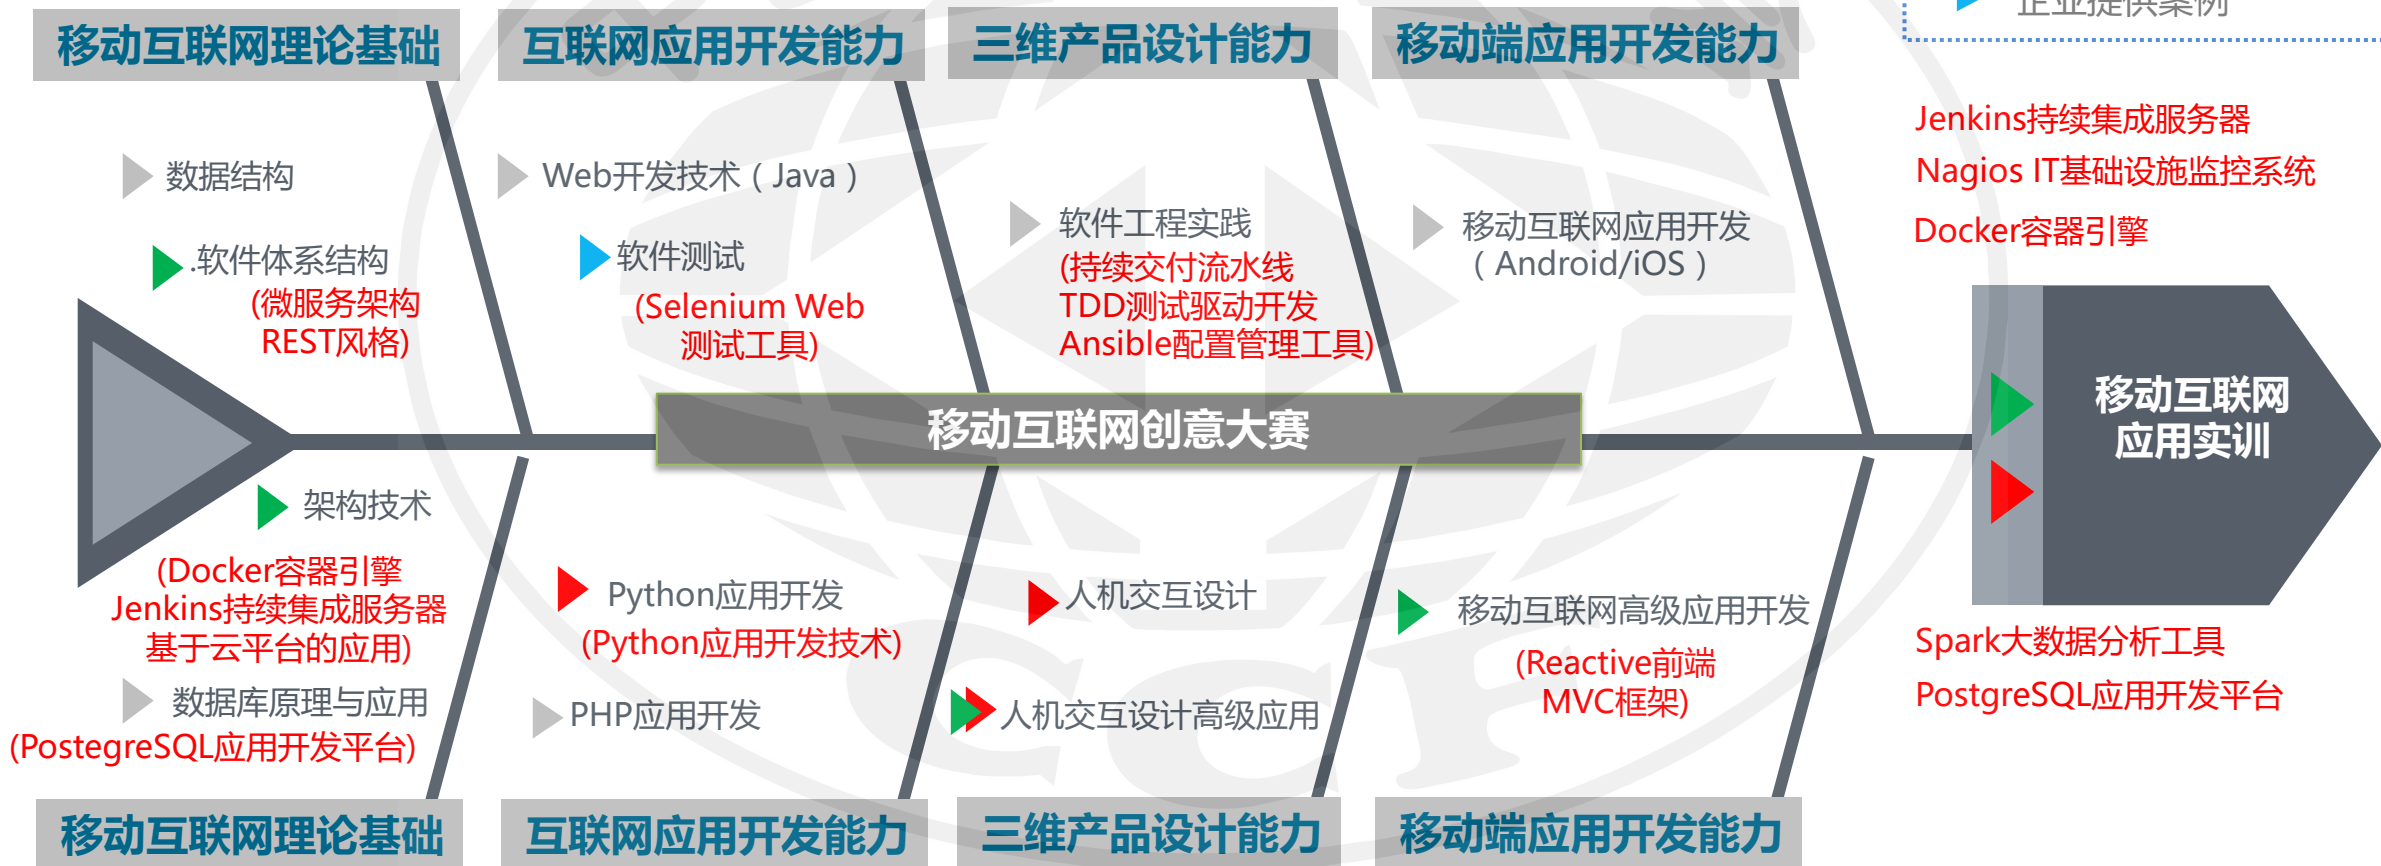 企业提供案例
移动互联网理论基础
互联网应用开发能力
三维产品设计能力
移动端应用开发能力
Jenkins持续集成服务器
Nagios IT基础设施监控系统
Docker容器引擎
数据结构
.软件体系结构
(微服务架构
REST风格)
Web开发技术（Java）
软件测试
(Selenium Web
测试工具)
软件工程实践
(持续交付流水线
TDD测试驱动开发
Ansible配置管理工具)
移动互联网应用开发
（Android/iOS）
移动互联网创意大赛
移动互联网
应用实训
架构技术
(Docker容器引擎
Jenkins持续集成服务器
基于云平台的应用)
数据库原理与应用
(PostegreSQL应用开发平台)
Python应用开发
(Python应用开发技术)
PHP应用开发
人机交互设计
人机交互设计高级应用
移动互联网高级应用开发
(Reactive前端
MVC框架)
Spark大数据分析工具
PostgreSQL应用开发平台
移动互联网理论基础
互联网应用开发能力
三维产品设计能力
移动端应用开发能力
CCF